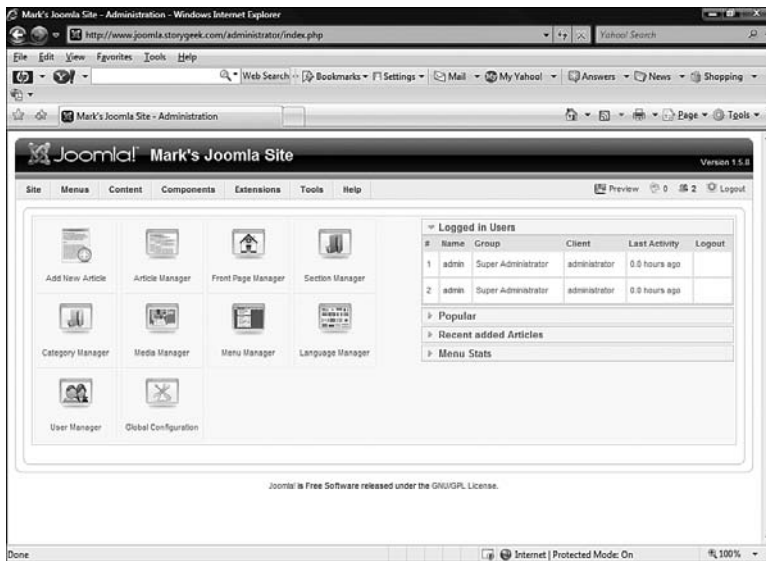 Mark's Joomla Site - Administration - Windows Internet Explorer
http://www.joomla.storygeek.com/administrator/index.php
Yahoo! Search
File Edit View Favorites Tools Help
Web Search Bookmarks Settings Mail My Yahoo! Answers News Shopping
Mark's Joomla Site - Administration
Page Tools
Joomla! Mark's Joomla Site
Version 1.5.8
Site Menus Content Components Extensions Tools Help
Preview 0 2 Logout
Add New Article Article Manager Front Page Manager Section Manager
Category Manager Media Manager Menu Manager Language Manager
User Manager Global Configuration
Logged in Users
# Name Group Client Last Activity Logout
1 admin Super Administrator administrator 0.0 hours ago
2 admin Super Administrator administrator 0.0 hours ago
Popular
Recent added Articles
Menu Stats
Joomla! is Free Software released under the GNU/GPL License.
Done
Internet | Protected Mode: On
100%